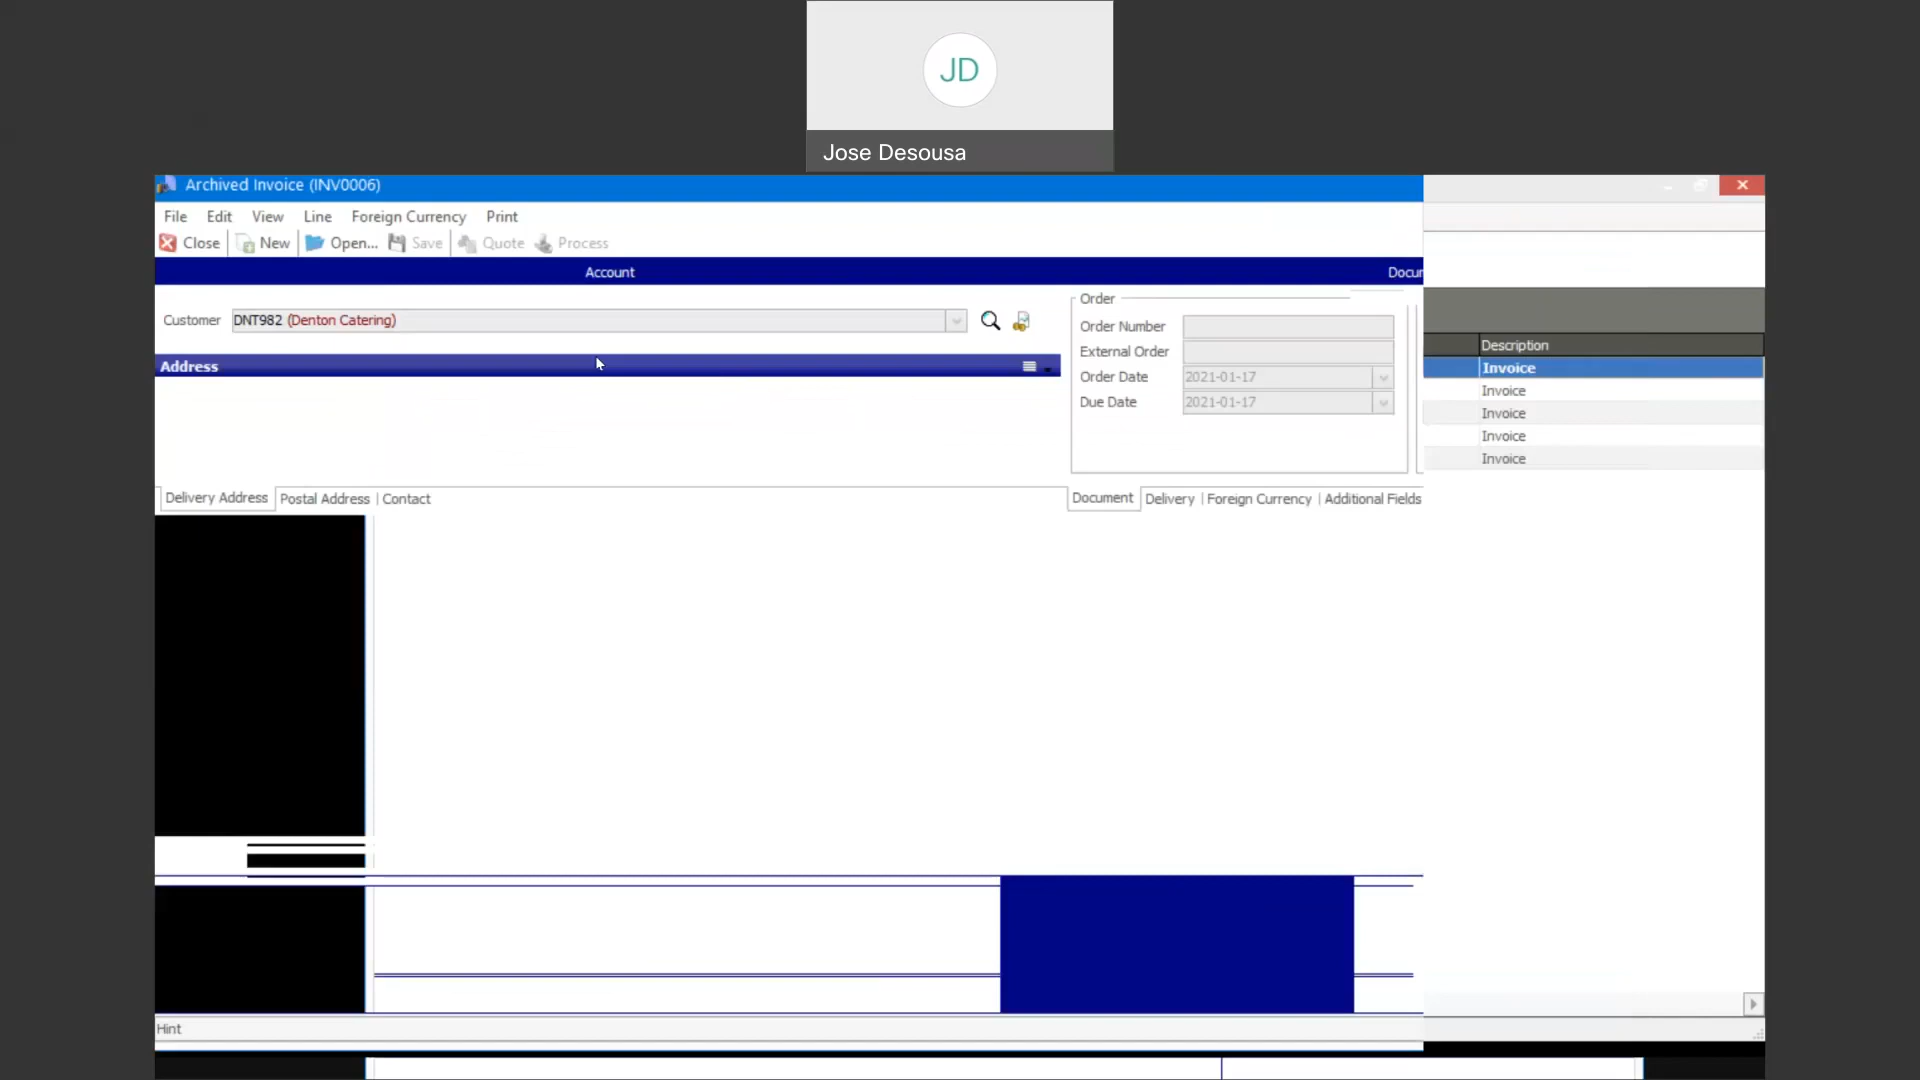 JD
Jose Desousa
Archived Invoice (INV0006)
File Edit View Line Foreign Currency Print
Close New Open... Save Quote Process
Account Docur
Customer DNT982 (Denton Catering)
Address
Order
Order Number
External Order
Order Date 2021-01-17
Due Date 2021-01-17
Delivery Address Postal Address Contact
Document Delivery Foreign Currency Additional Fields
Description
Invoice
Invoice
Invoice
Invoice
Invoice
Hint